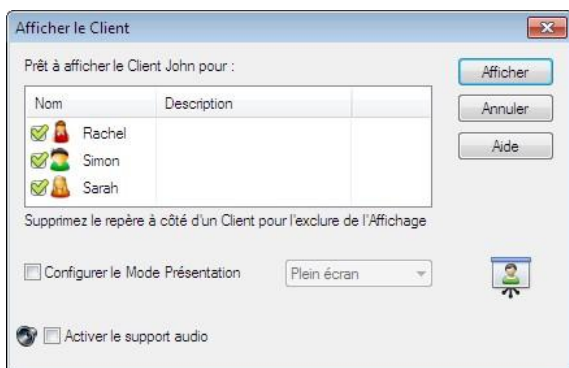 Afficher le Client
Prêt à afficher le Client John pour :
Afficher
Nom Description
Annuler
Rachel
Aide
Simon
Sarah
Supprimez le repère à côté d'un Client pour l'exclure de l'Affichage
Configurer le Mode Présentation Plein écran
Activer le support audio